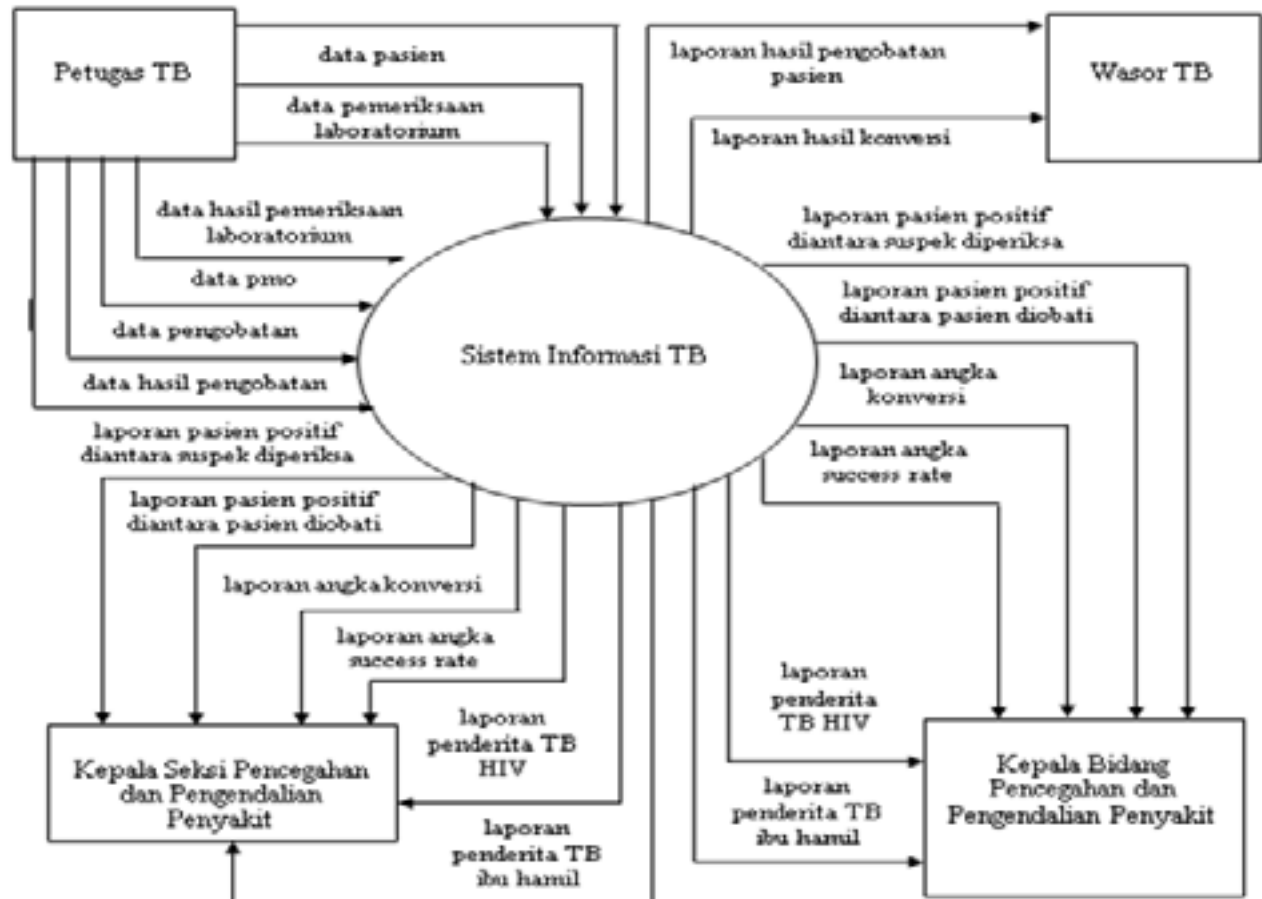 Petugas TB
data pasien
data pemeriksaan
laboratorium
laporan hasil pengobatan
pasien
laporan hasil konversi
Wasor TB
data hasil pemeriksaan
laboratorium
data pmo
data pengobatan
data hasil pengobatan
Sistem Informasi TB
laporan pasien positif
diantara suspek diperiksa
laporan pasien positif
diantara pasien diobati
laporan angka
konversi
laporan angka
success rate
laporan pasien positif
diantara suspek diperiksa
laporan pasien positif
diantara pasien diobati
laporan angka konversi
laporan angka
success rate
laporan
penderita TB
HIV
laporan
penderita TB
ibu hamil
Kepala Seksi Pencegahan
dan Pengendalian
Penyakit
laporan
penderita
TB HIV
laporan
penderita TB
ibu hamil
Kepala Bidang
Pencegahan dan
Pengendalian Penyakit